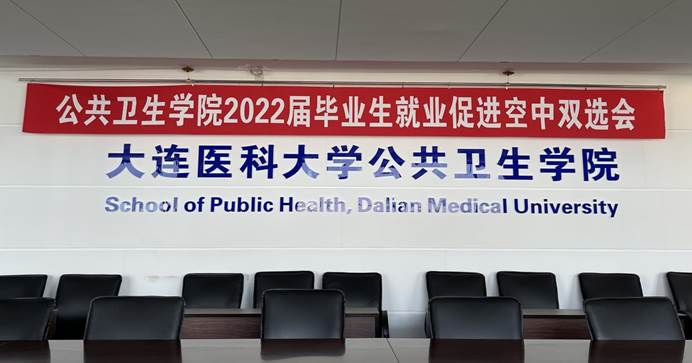 公共卫生学院2022届毕业生就业促进空中双选会
大连医科大学公共卫生学院
School of Public Health, Dalian Medical University